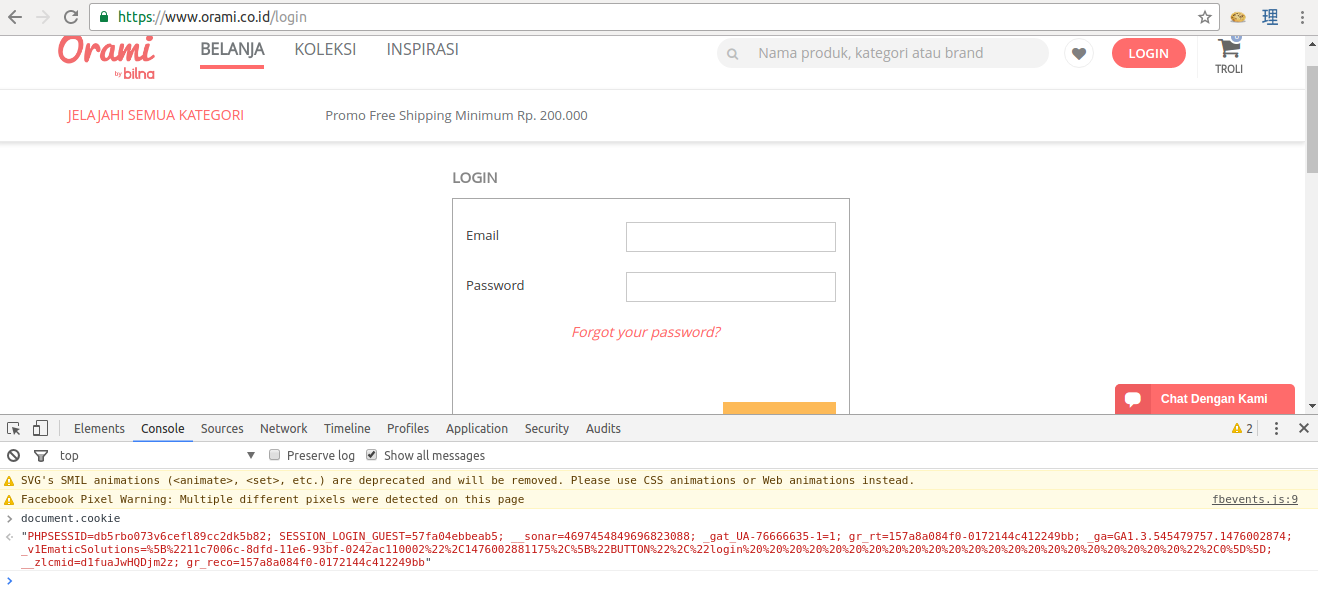 https://www.orami.co.id/login
理
Orami
by bilna
BELANJA KOLEKSI INSPIRASI
Nama produk, kategori atau brand
LOGIN
TROLI
JELAJAHI SEMUA KATEGORI
Promo Free Shipping Minimum Rp. 200.000
LOGIN
Email
Password
Forgot your password?
Chat Dengan Kami
Elements Console Sources Network Timeline Profiles Application Security Audits
2
top
Preserve log
Show all messages
SVG's SMIL animations (<animate>, <set>, etc.) are deprecated and will be removed. Please use CSS animations or Web animations instead.
Facebook Pixel Warning: Multiple different pixels were detected on this page fbevents.js:9
document.cookie
"PHPSESSID=db5rbo073v6cefl89cc2dk5b82; SESSION_LOGIN_GUEST=57fa04ebbeab5; __sonar=4697454849696823088; _gat_UA-76666635-1=1; gr_rt=157a8a084f0-0172144c412249bb; _ga=GA1.3.545479757.1476002874;
_v1EmaticSolutions=%5B%2211c7006c-8dfd-11e6-93bf-0242ac110002%22%2C1476002881175%2C%5B%22BUTTON%22%2C%22login%20%20%20%20%20%20%20%20%20%20%20%20%20%20%20%20%20%20%20%20%20%20%20%20%22%2C0%5D%5D;
__zlcmid=d1fuaJwHQDjm2z; gr_reco=157a8a084f0-0172144c412249bb"